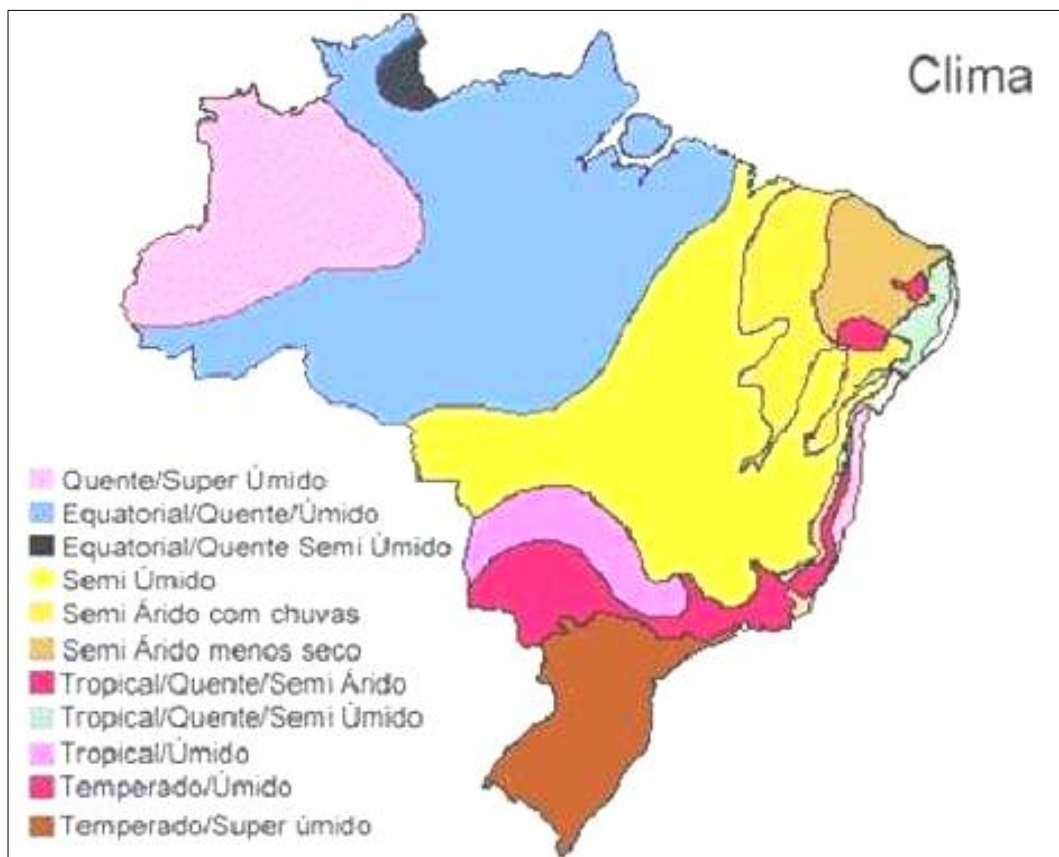 Clima
Quente/Super Úmido
Equatorial/Quente/Úmido
Equatorial/Quente Semi Úmido
Semi Úmido
Semi Árido com chuvas
Semi Árido menos seco
Tropical/Quente/Semi Árido
Tropical/Quente/Semi Úmido
Tropical/Úmido
Temperado/Úmido
Temperado/Super úmido